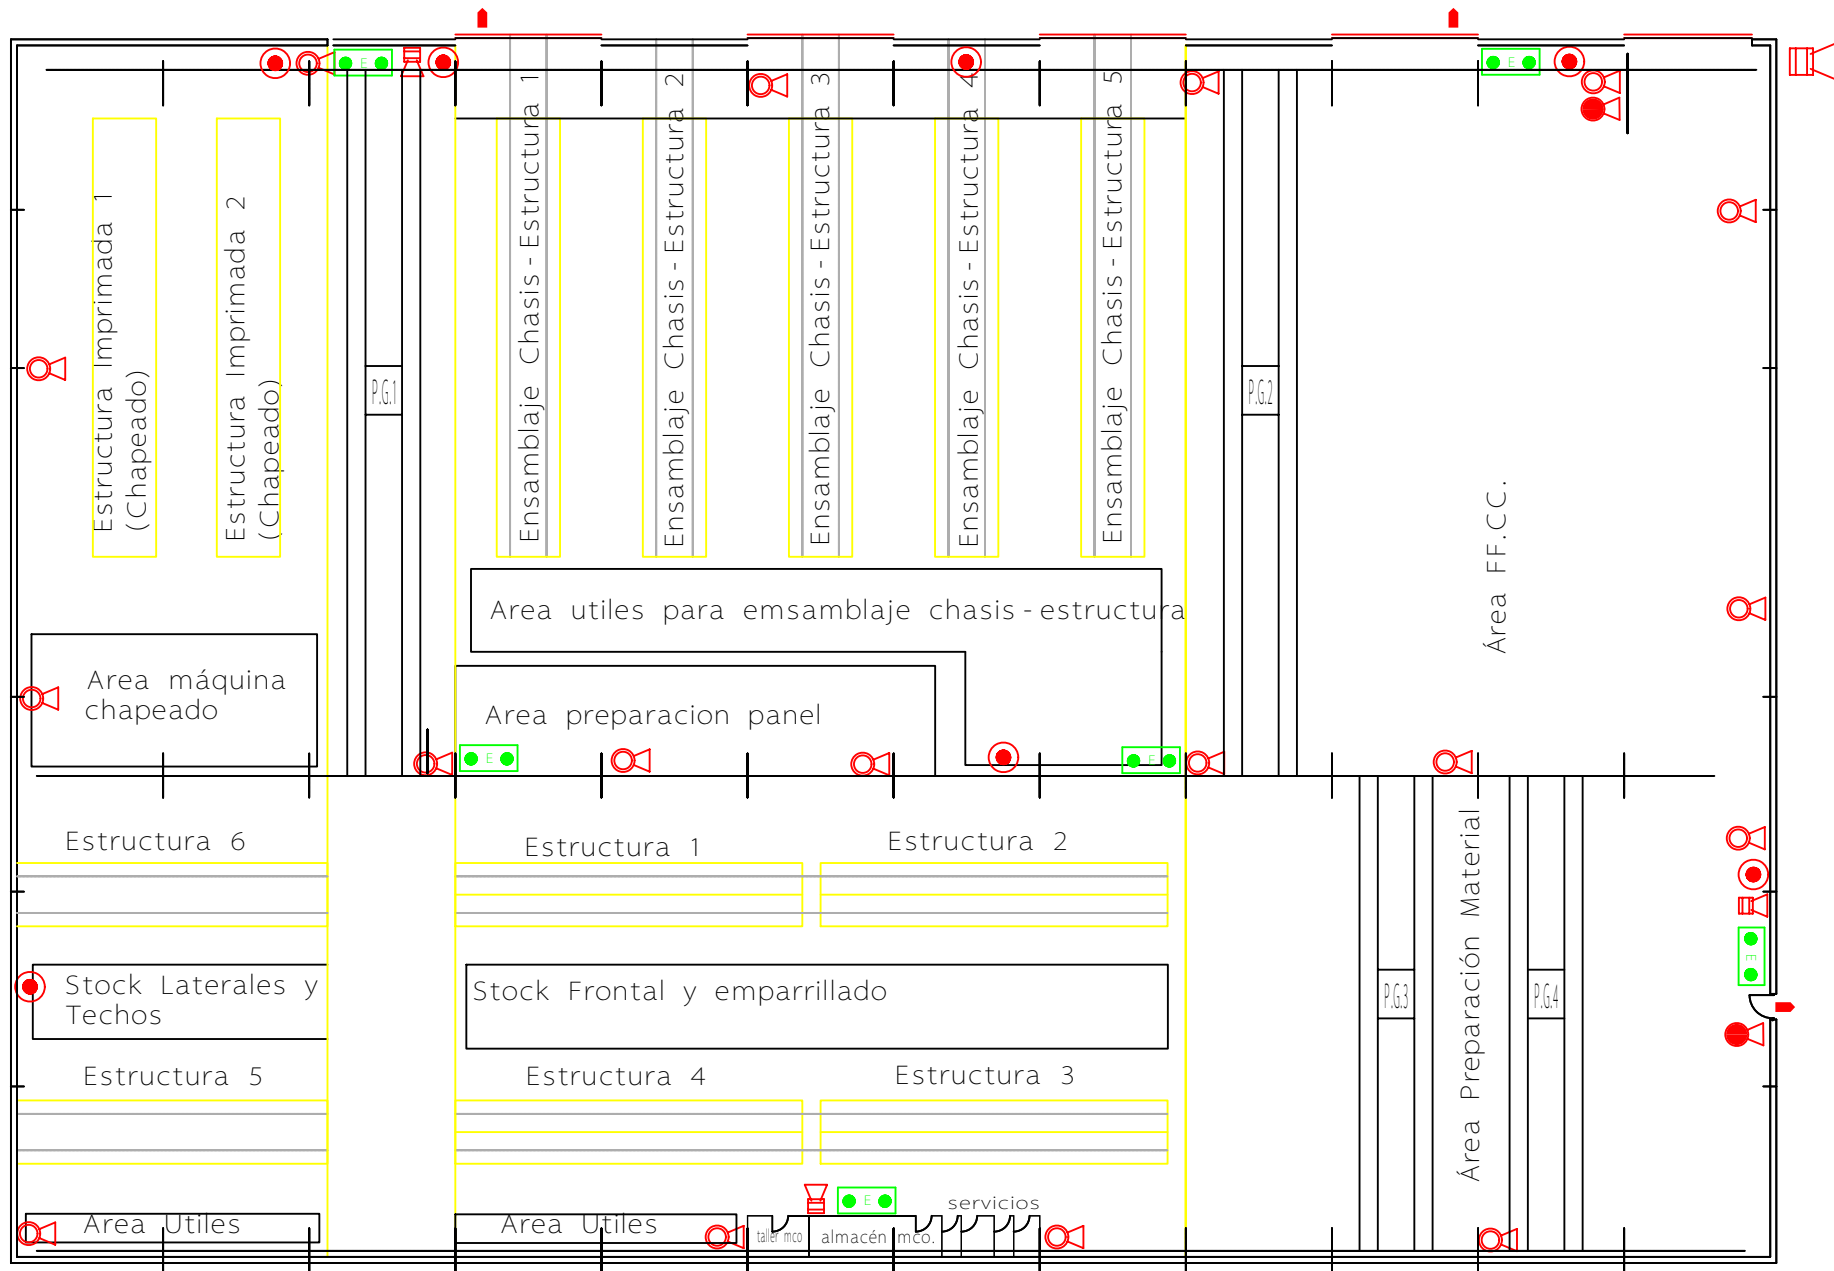 E
E
Estructura Imprimada 1
(Chapeado)
Estructura Imprimada 2
(Chapeado)
P.G.1
Ensamblaje Chasis-Estructura 1
Ensamblaje Chasis-Estructura 2
Ensamblaje Chasis-Estructura 3
Ensamblaje Chasis-Estructura 4
Ensamblaje Chasis-Estructura 5
P.G.2
Área FF.CC.
Area utiles para emsamblaje chasis-estructura
Area máquina
chapeado
Area preparacion panel
E
E
Estructura 6
Estructura 1
Estructura 2
Stock Laterales y
Techos
Stock Frontal y emparrillado
P.G.3
Área Preparación Material
P.G.4
E
Estructura 5
Estructura 4
Estructura 3
E
servicios
Area Utiles
Area Utiles
taller mco
almacén mco.